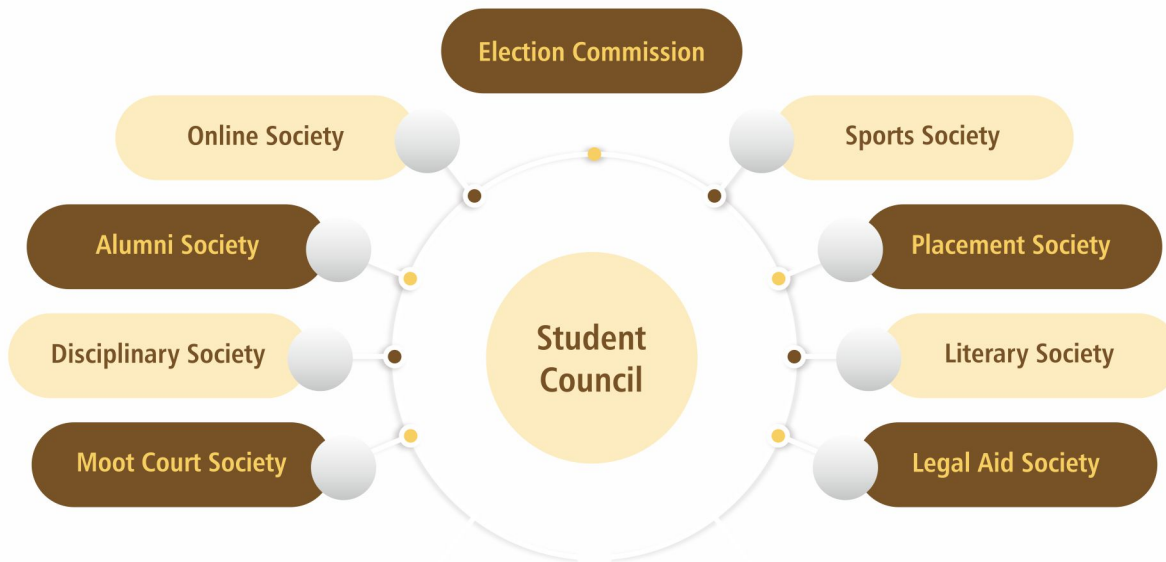 Election Commission
Online Society
Sports Society
Alumni Society
Placement Society
Student
Council
Disciplinary Society
Literary Society
Moot Court Society
Legal Aid Society